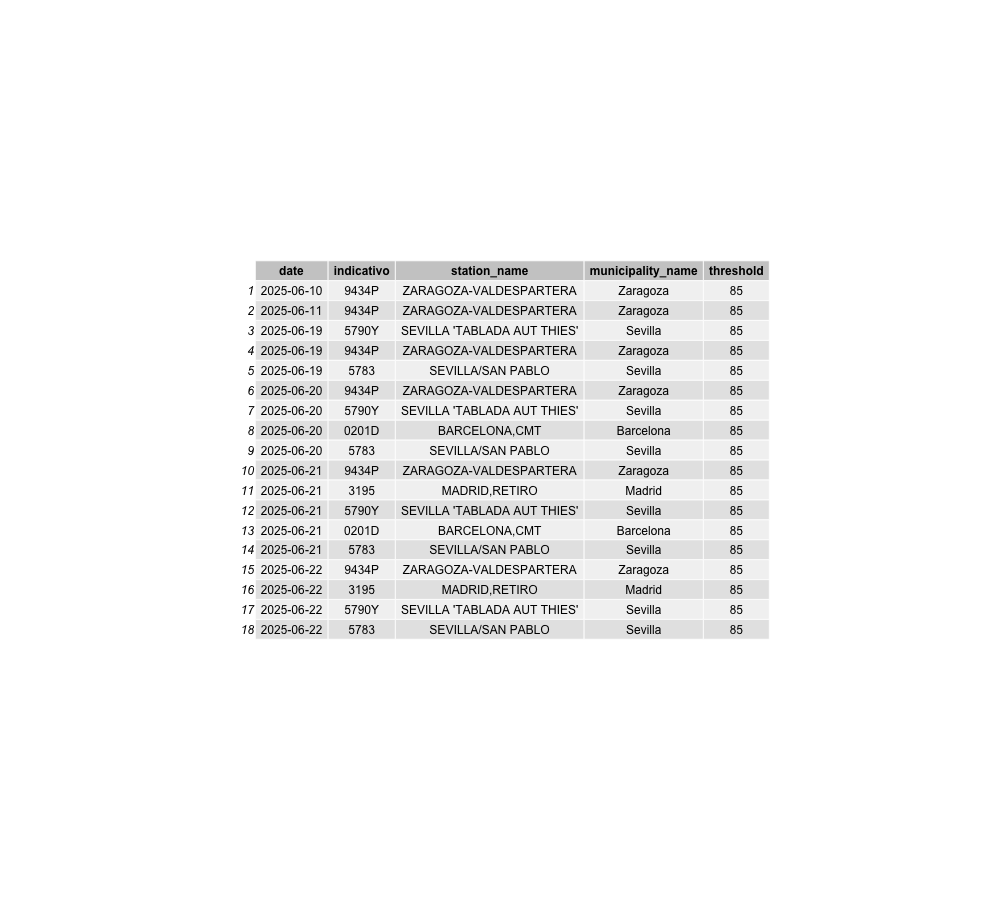 date indicativo station_name municipality_name threshold
1 2025-06-10 9434P ZARAGOZA-VALDESPARTERA Zaragoza 85
2 2025-06-11 9434P ZARAGOZA-VALDESPARTERA Zaragoza 85
3 2025-06-19 5790Y SEVILLA 'TABLADA AUT THIES' Sevilla 85
4 2025-06-19 9434P ZARAGOZA-VALDESPARTERA Zaragoza 85
5 2025-06-19 5783 SEVILLA/SAN PABLO Sevilla 85
6 2025-06-20 9434P ZARAGOZA-VALDESPARTERA Zaragoza 85
7 2025-06-20 5790Y SEVILLA 'TABLADA AUT THIES' Sevilla 85
8 2025-06-20 0201D BARCELONA,CMT Barcelona 85
9 2025-06-20 5783 SEVILLA/SAN PABLO Sevilla 85
10 2025-06-21 9434P ZARAGOZA-VALDESPARTERA Zaragoza 85
11 2025-06-21 3195 MADRID,RETIRO Madrid 85
12 2025-06-21 5790Y SEVILLA 'TABLADA AUT THIES' Sevilla 85
13 2025-06-21 0201D BARCELONA,CMT Barcelona 85
14 2025-06-21 5783 SEVILLA/SAN PABLO Sevilla 85
15 2025-06-22 9434P ZARAGOZA-VALDESPARTERA Zaragoza 85
16 2025-06-22 3195 MADRID,RETIRO Madrid 85
17 2025-06-22 5790Y SEVILLA 'TABLADA AUT THIES' Sevilla 85
18 2025-06-22 5783 SEVILLA/SAN PABLO Sevilla 85